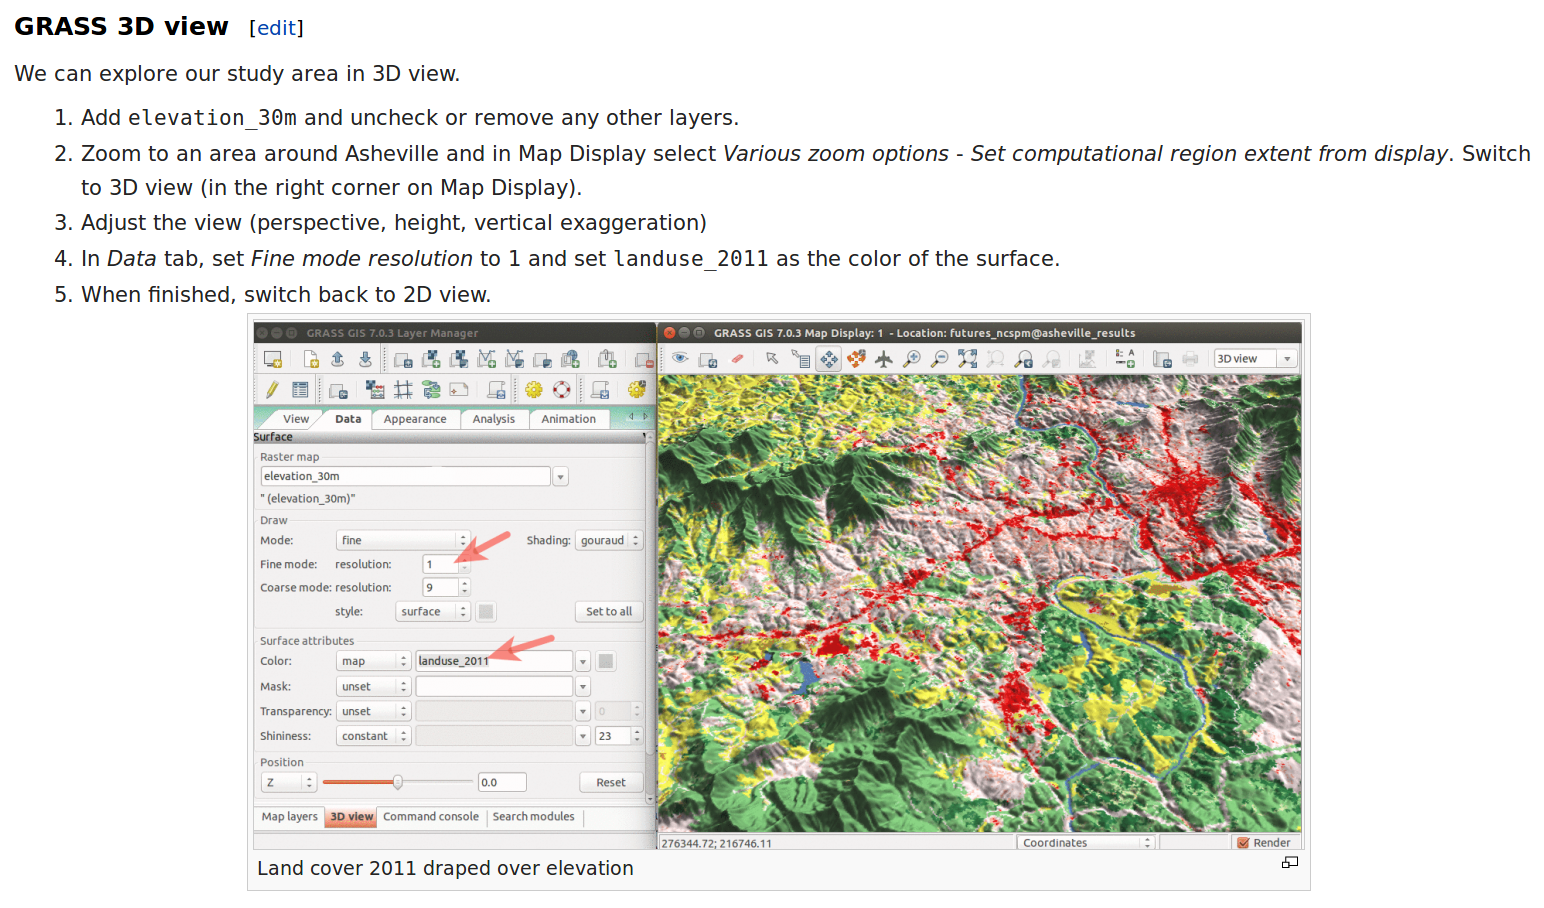 GRASS 3D view [edit]
We can explore our study area in 3D view.
1. Add elevation_30m and uncheck or remove any other layers.
2. Zoom to an area around Asheville and in Map Display select Various zoom options - Set computational region extent from display. Switch
to 3D view (in the right corner on Map Display).
3. Adjust the view (perspective, height, vertical exaggeration)
4. In Data tab, set Fine mode resolution to 1 and set landuse_2011 as the color of the surface.
5. When finished, switch back to 2D view.
GRASS GIS 7.0.3 Layer Manager
GRASS GIS 7.0.3 Map Display: 1 - Location: futures_ncspm@asheville_results
3D view
View Data Appearance Analysis Animation
Surface
Raster map
elevation_30m
" (elevation_30m)"
Draw
Mode: fine Shading: gouraud
Fine mode: resolution: 1
Coarse mode: resolution: 9
style: surface Set to all
Surface attributes
Color: map landuse_2011
Mask: unset
Transparency: unset 0
Shininess: constant 23
Position
Z 0.0 Reset
Map layers 3D view Command console Search modules
276344.72; 216746.11 Coordinates Render
Land cover 2011 draped over elevation